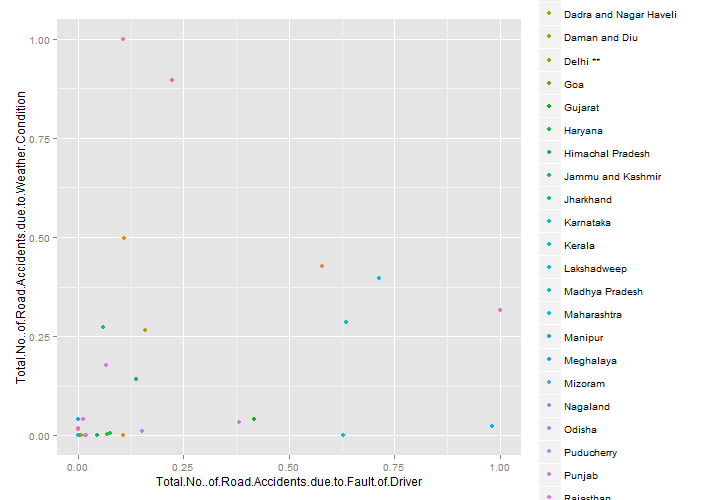 Total.No..of.Road.Accidents.due.to.Weather.Condition
1.00
0.75
0.50
0.25
0.00
0.00 0.25 0.50 0.75 1.00
Total.No..of.Road.Accidents.due.to.Fault.of.Driver
Dadra and Nagar Haveli
Daman and Diu
Delhi **
Goa
Gujarat
Haryana
Himachal Pradesh
Jammu and Kashmir
Jharkhand
Karnataka
Kerala
Lakshadweep
Madhya Pradesh
Maharashtra
Manipur
Meghalaya
Mizoram
Nagaland
Odisha
Puducherry
Punjab
Rajasthan